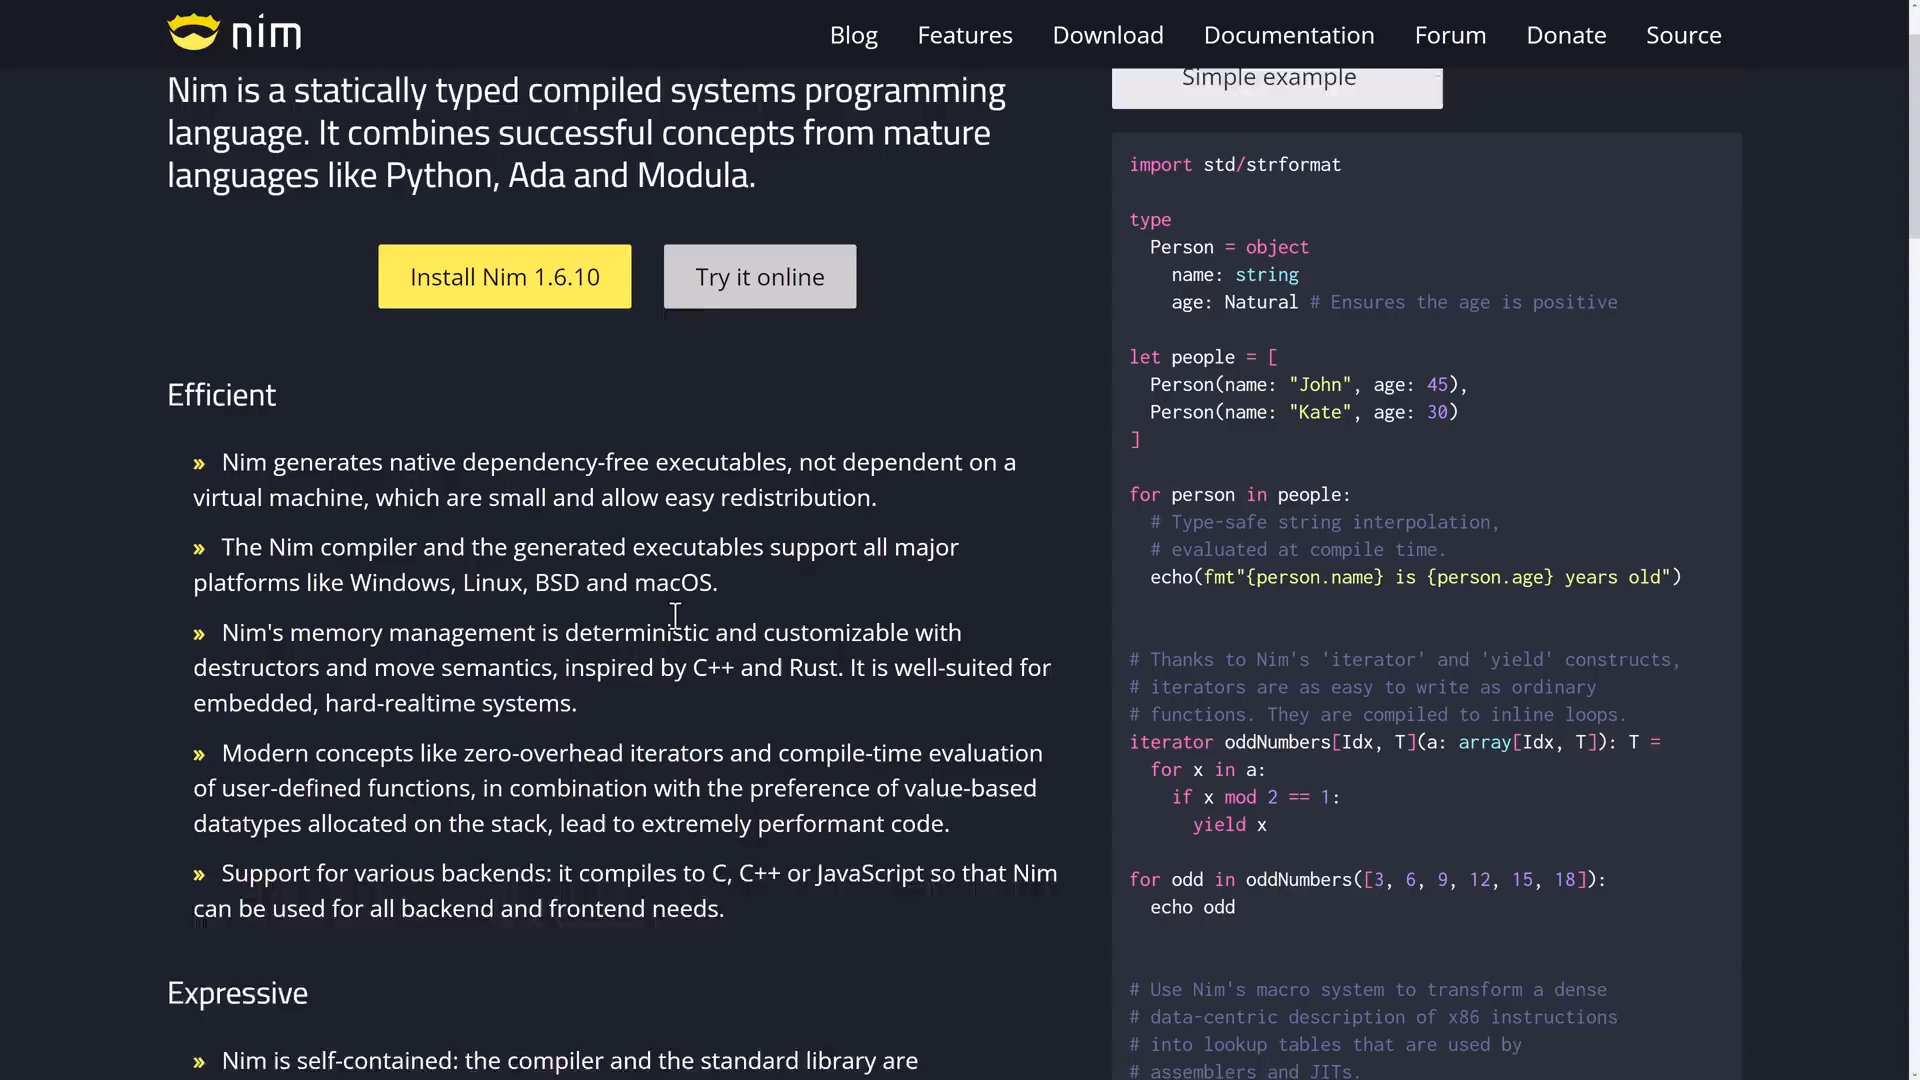 nim
Blog Features Download Documentation Forum Donate Source
Nim is a statically typed compiled systems programming
language. It combines successful concepts from mature
languages like Python, Ada and Modula.
Install Nim 1.6.10 Try it online
Efficient
» Nim generates native dependency-free executables, not dependent on a
virtual machine, which are small and allow easy redistribution.
» The Nim compiler and the generated executables support all major
platforms like Windows, Linux, BSD and macOS.
» Nim's memory management is deterministic and customizable with
destructors and move semantics, inspired by C++ and Rust. It is well-suited for
embedded, hard-realtime systems.
» Modern concepts like zero-overhead iterators and compile-time evaluation
of user-defined functions, in combination with the preference of value-based
datatypes allocated on the stack, lead to extremely performant code.
» Support for various backends: it compiles to C, C++ or JavaScript so that Nim
can be used for all backend and frontend needs.
Expressive
» Nim is self-contained: the compiler and the standard library are
Simple example
import std/strformat
type
Person = object
name: string
age: Natural # Ensures the age is positive
let people = [
Person(name: "John", age: 45),
Person(name: "Kate", age: 30)
]
for person in people:
# Type-safe string interpolation,
# evaluated at compile time.
echo(fmt"{person.name} is {person.age} years old")
# Thanks to Nim's 'iterator' and 'yield' constructs,
# iterators are as easy to write as ordinary
# functions. They are compiled to inline loops.
iterator oddNumbers[Idx, T](a: array[Idx, T]): T =
for x in a:
if x mod 2 == 1:
yield x
for odd in oddNumbers([3, 6, 9, 12, 15, 18]):
echo odd
# Use Nim's macro system to transform a dense
# data-centric description of x86 instructions
# into lookup tables that are used by
# assemblers and JITs.